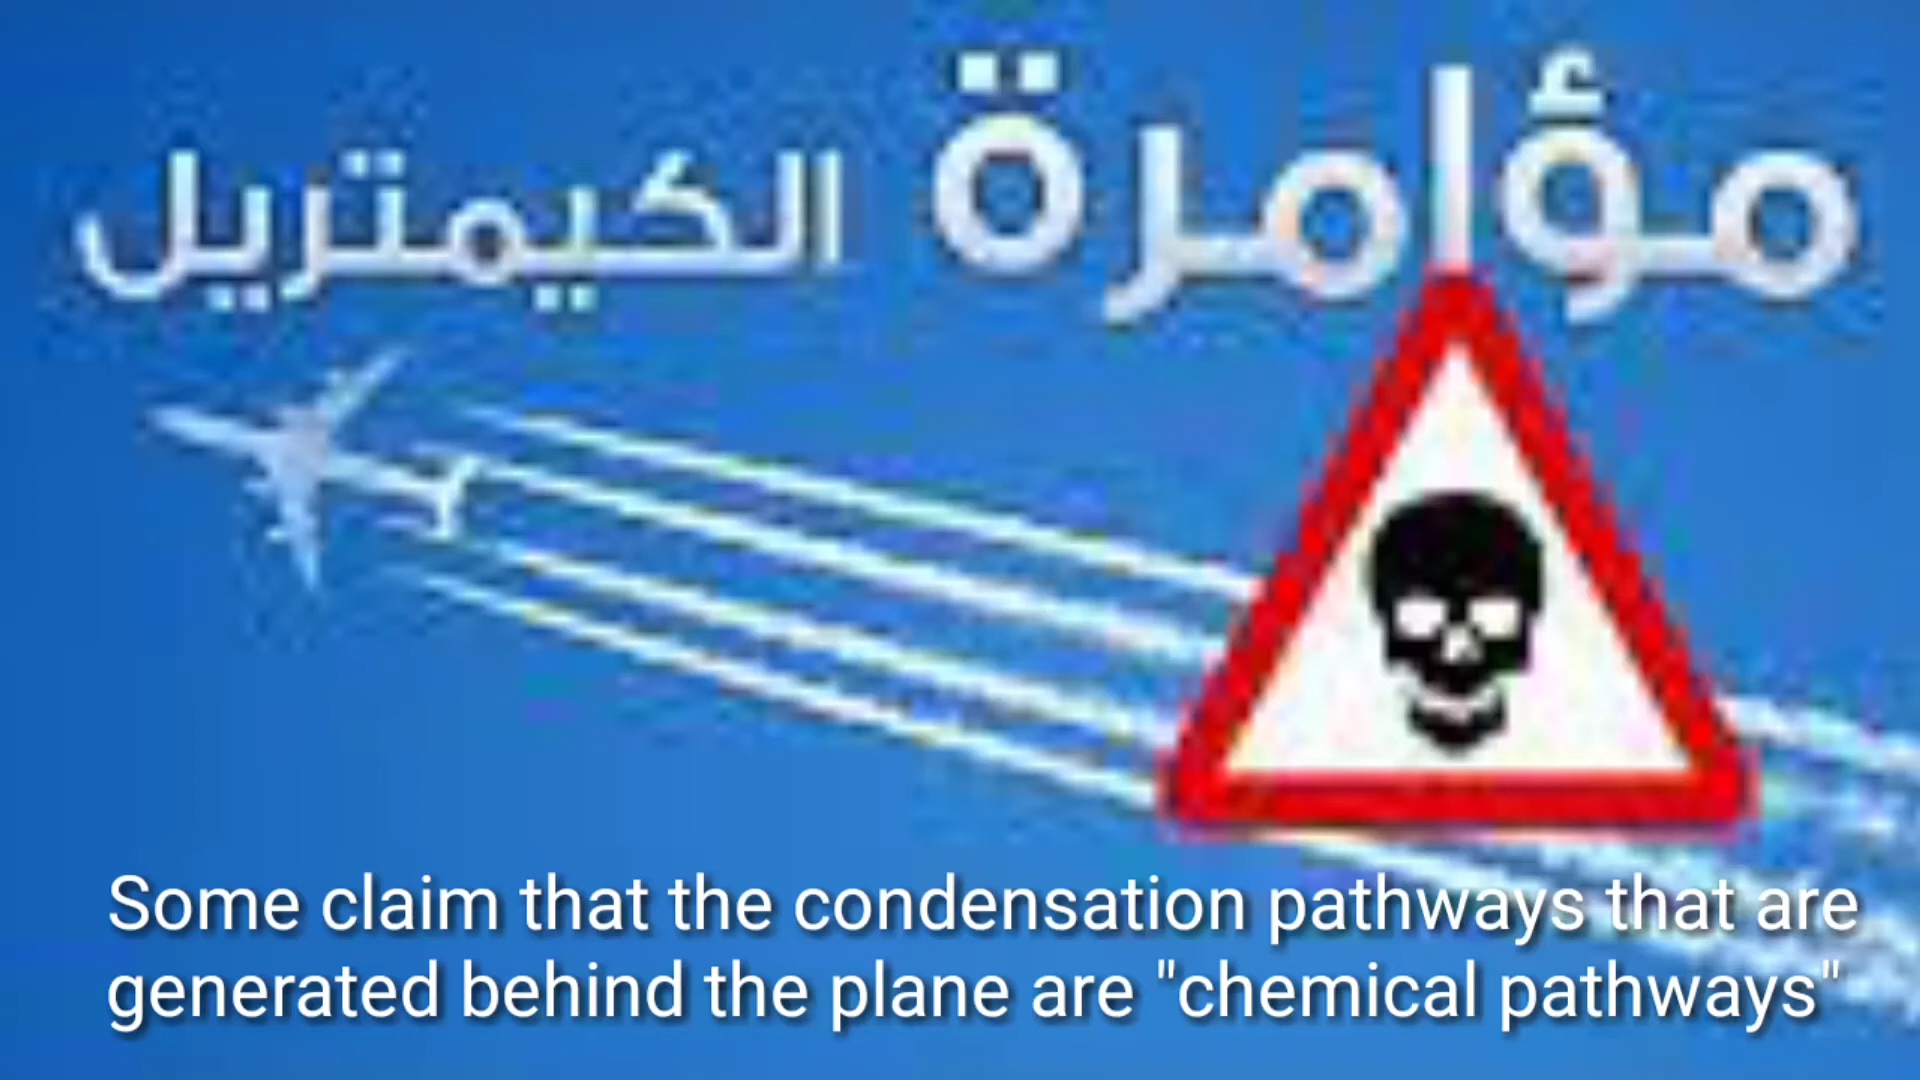 مؤامرة الكيمتريل
Some claim that the condensation pathways that are
generated behind the plane are "chemical pathways"